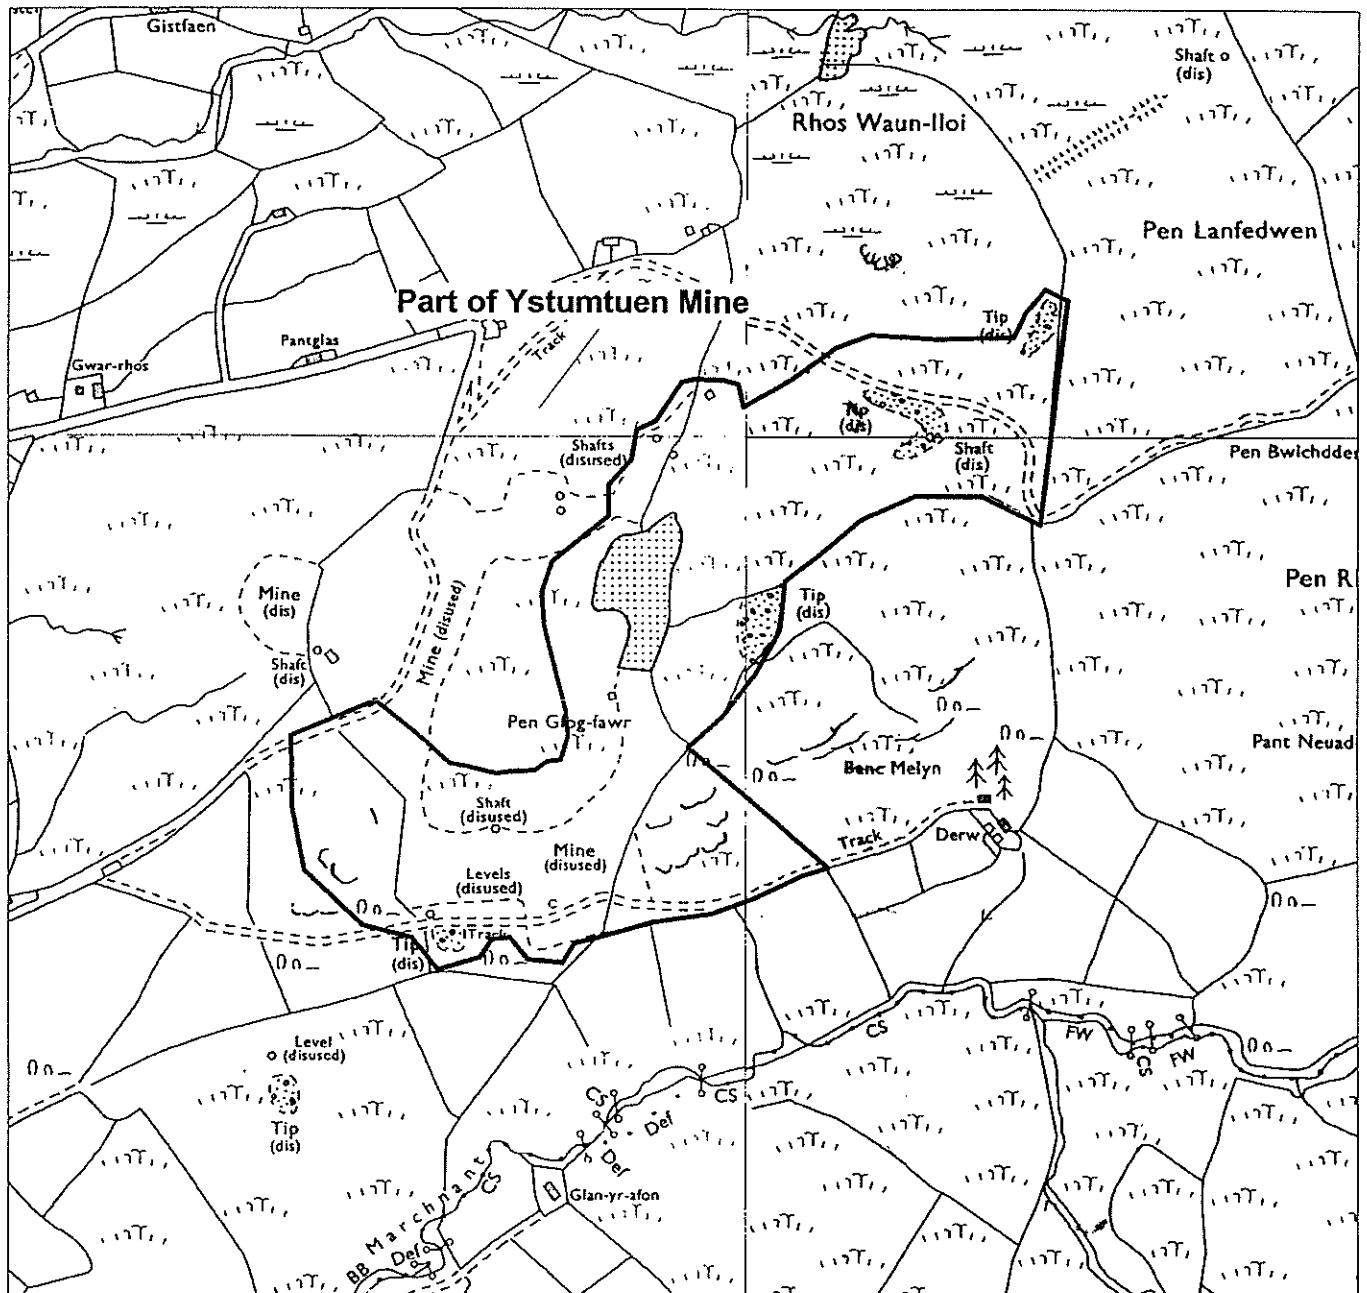 Gistfaen
Shaft
(dis)
Rhos Waun-lloi
Pen Lanfedwen
Part of Ystumtuen Mine
Tip
(dis)
Track
Pantglas
Gwar-rhos
Tip
(dis)
Shafts
(disused)
Shaft
(dis)
Pen Bwlchddei
Mine
(dis)
Mine (disused)
Tip
(dis)
Pen R
Shaft
(dis)
Pen Glog-fawr
Pant Neuad
Banc Melyn
Shaft
(disused)
Derw
Track
Mine
(disused)
Levels
(disused)
Track
Tip
(dis)
Level
(disused)
Tip
(dis)
CS
FW
CS
FW
CS
CS
Def
Def
Marchnant
CS
Glan-yr-afon
Def
BB